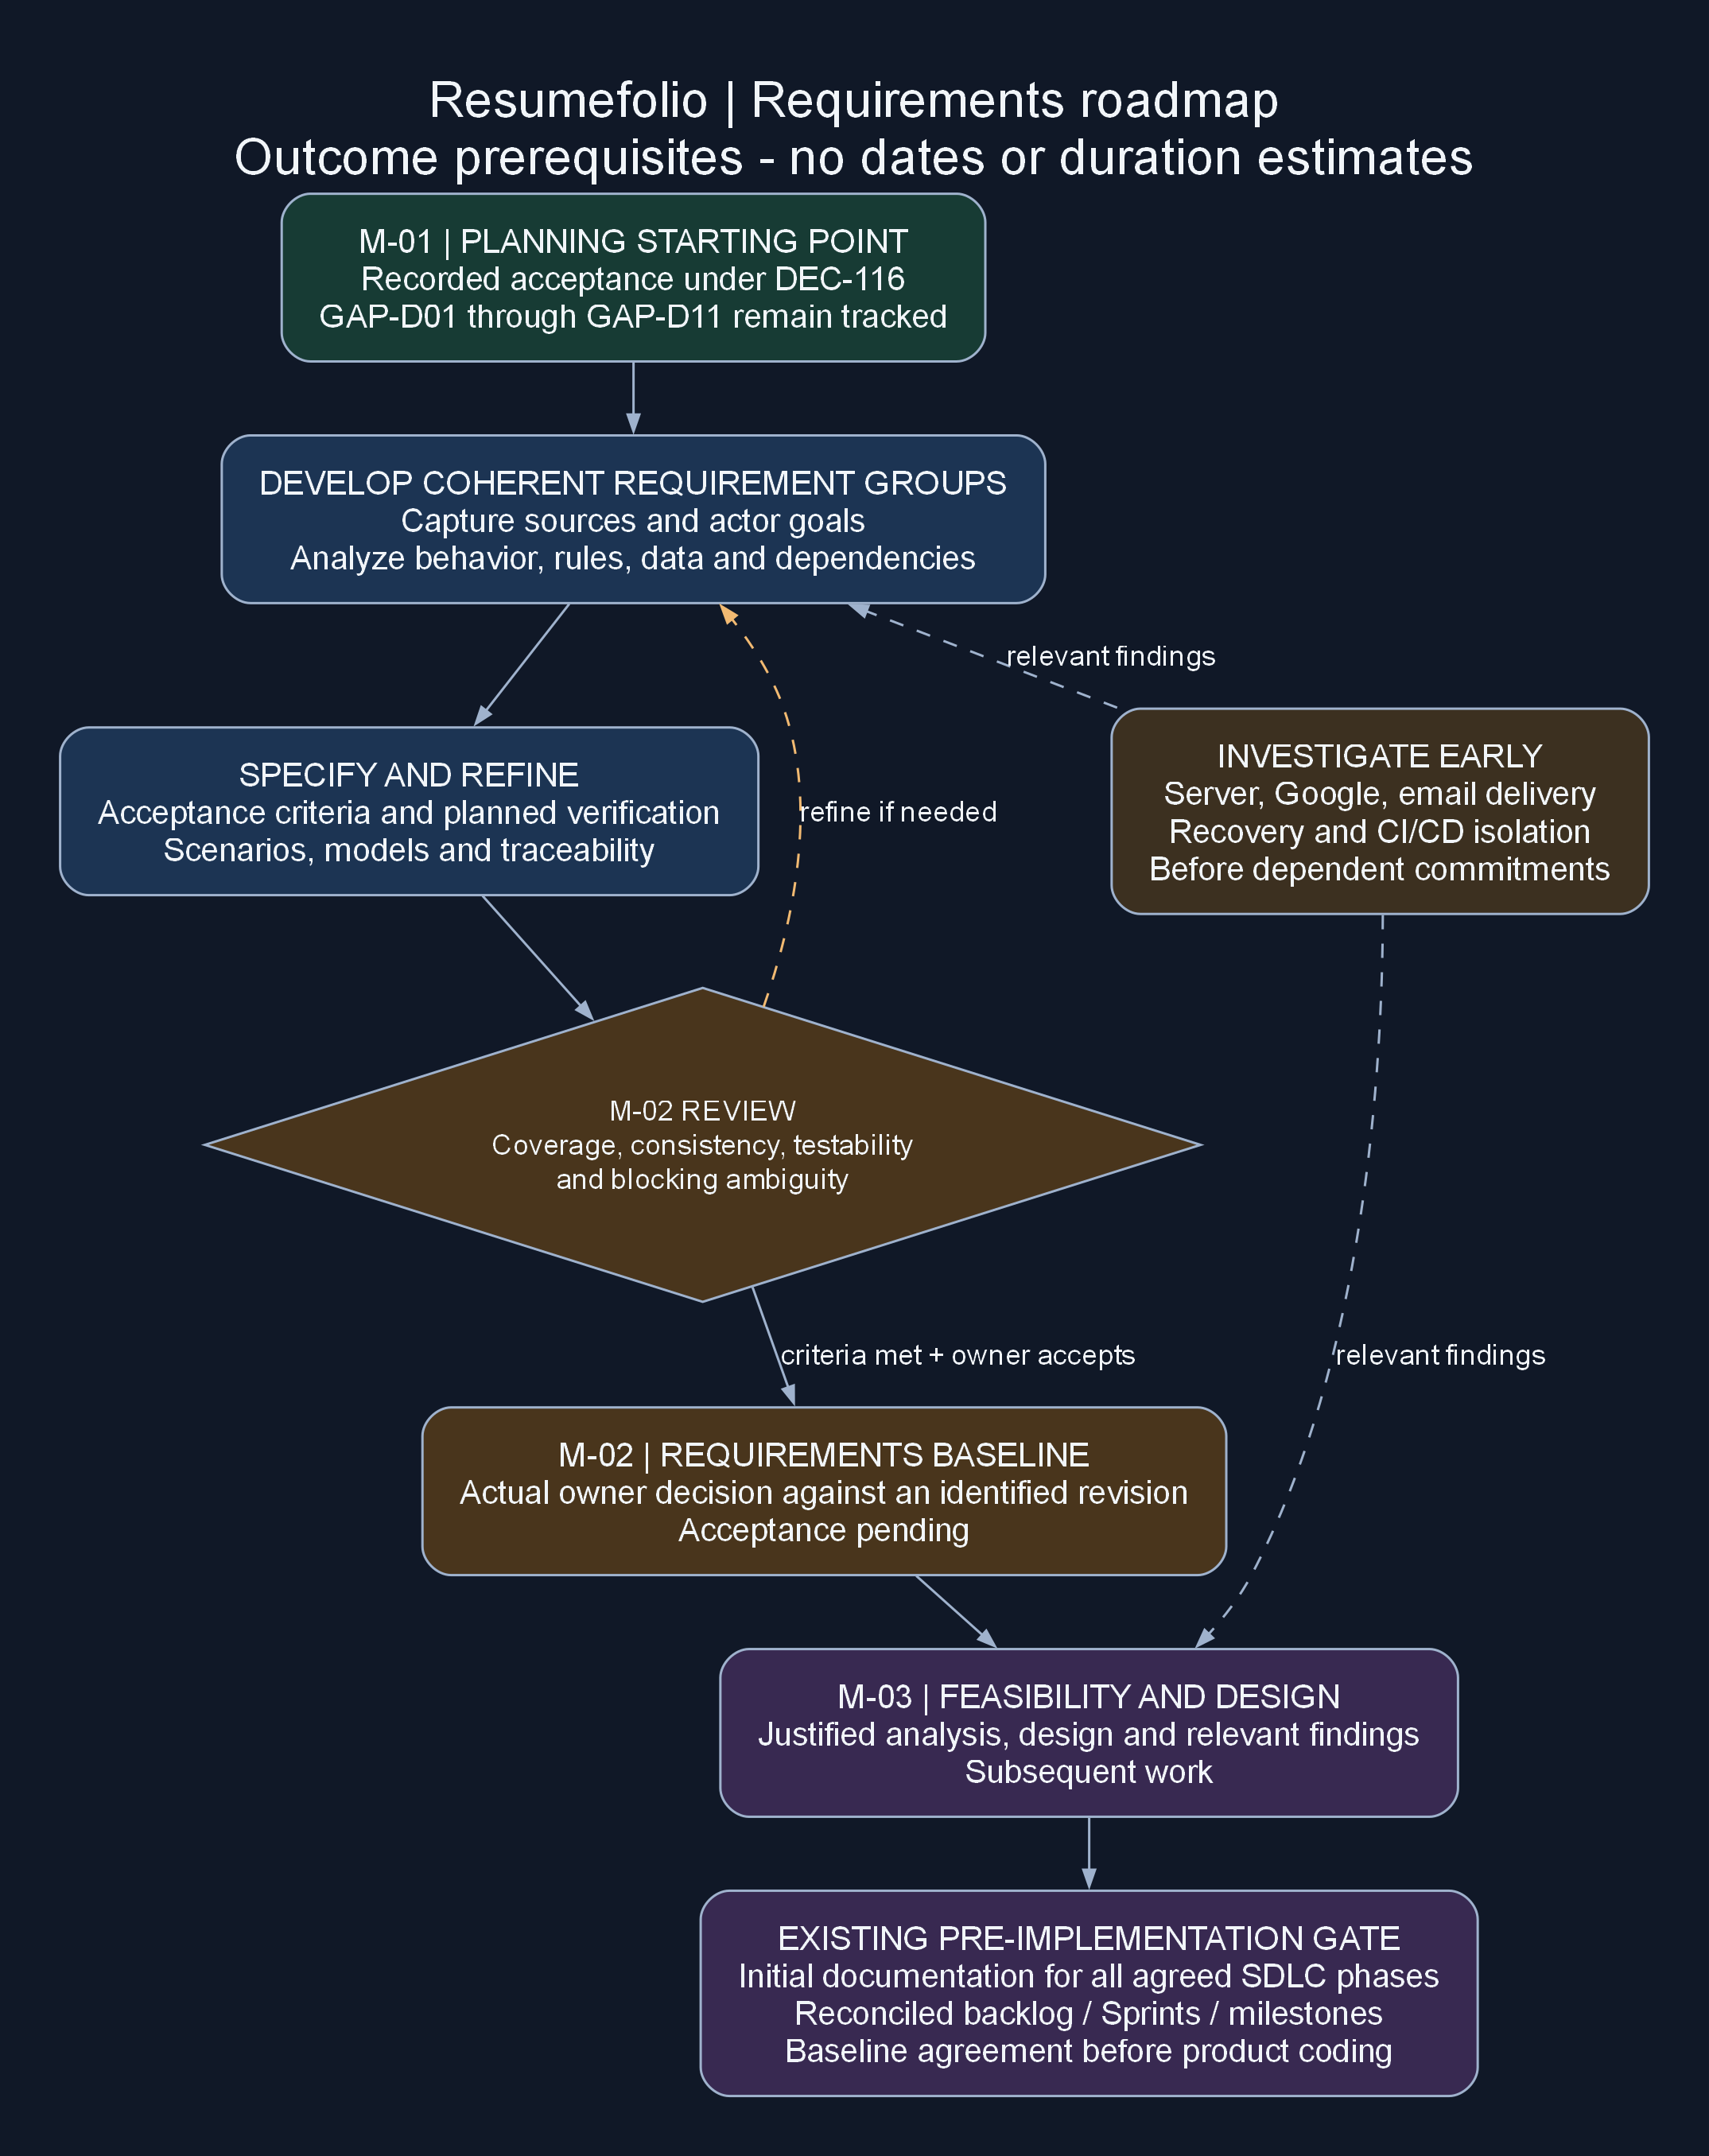 Resumefolio | Requirements roadmap
Outcome prerequisites - no dates or duration estimates
M-01 | PLANNING STARTING POINT
Recorded acceptance under DEC-116
GAP-D01 through GAP-D11 remain tracked
DEVELOP COHERENT REQUIREMENT GROUPS
Capture sources and actor goals
Analyze behavior, rules, data and dependencies
relevant findings
SPECIFY AND REFINE
Acceptance criteria and planned verification
Scenarios, models and traceability
refine if needed
INVESTIGATE EARLY
Server, Google, email delivery
Recovery and CI/CD isolation
Before dependent commitments
M-02 REVIEW
Coverage, consistency, testability
and blocking ambiguity
criteria met + owner accepts
relevant findings
M-02 | REQUIREMENTS BASELINE
Actual owner decision against an identified revision
Acceptance pending
M-03 | FEASIBILITY AND DESIGN
Justified analysis, design and relevant findings
Subsequent work
EXISTING PRE-IMPLEMENTATION GATE
Initial documentation for all agreed SDLC phases
Reconciled backlog / Sprints / milestones
Baseline agreement before product coding